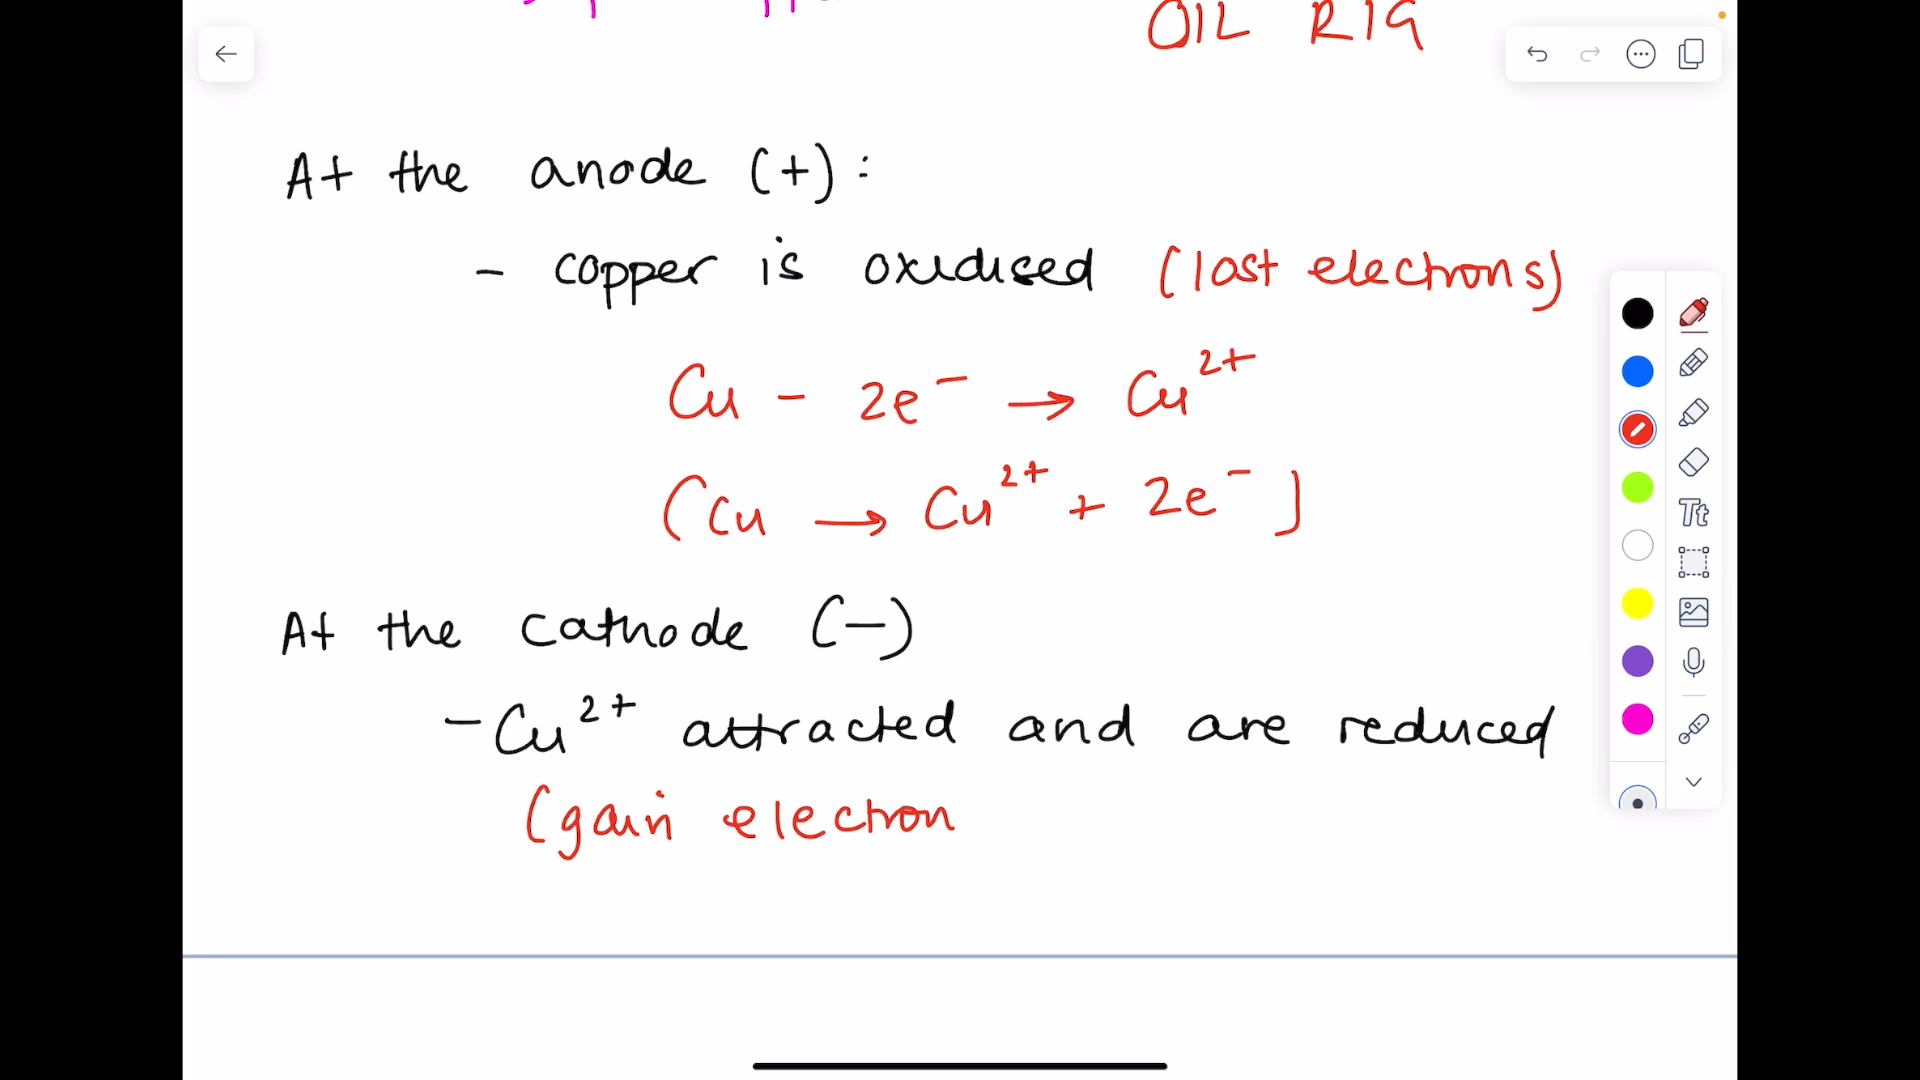 OIL RIG
At the anode (+):
- copper is oxidised (lost electrons)
Cu - 2e⁻ → Cu²⁺
(Cu → Cu²⁺ + 2e⁻]
At the cathode (-)
- Cu²⁺ attracted and are reduced
(gain electron
Tt